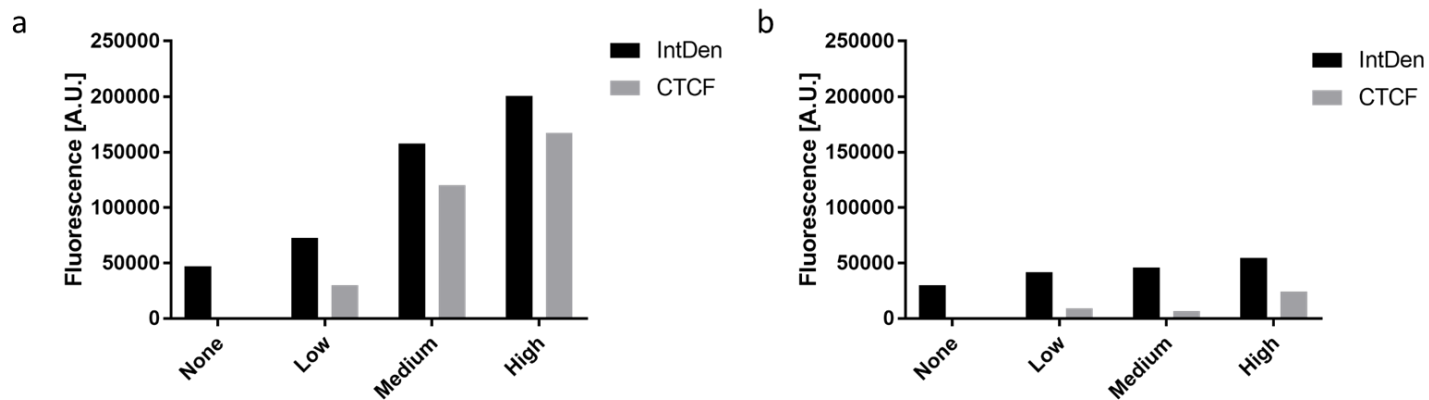 a
Fluorescence [A.U.]
250000
200000
150000
100000
50000
0
None
Low
Medium
High
IntDen
CTCF
b
Fluorescence [A.U.]
250000
200000
150000
100000
50000
0
None
Low
Medium
High
IntDen
CTCF